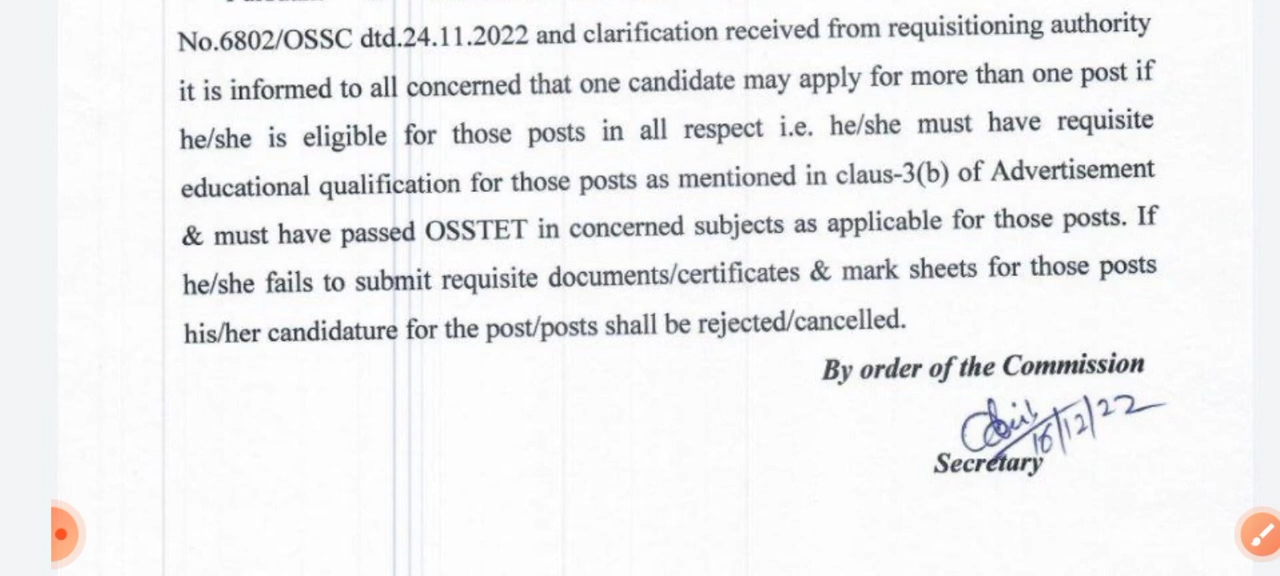 No.6802/OSSC dtd.24.11.2022 and clarification received from requisitioning authority
it is informed to all concerned that one candidate may apply for more than one post if
he/she is eligible for those posts in all respect i.e. he/she must have requisite
educational qualification for those posts as mentioned in claus-3(b) of Advertisement
& must have passed OSSTET in concerned subjects as applicable for those posts. If
he/she fails to submit requisite documents/certificates & mark sheets for those posts
his/her candidature for the post/posts shall be rejected/cancelled.
By order of the Commission
16/12/22
Secretary